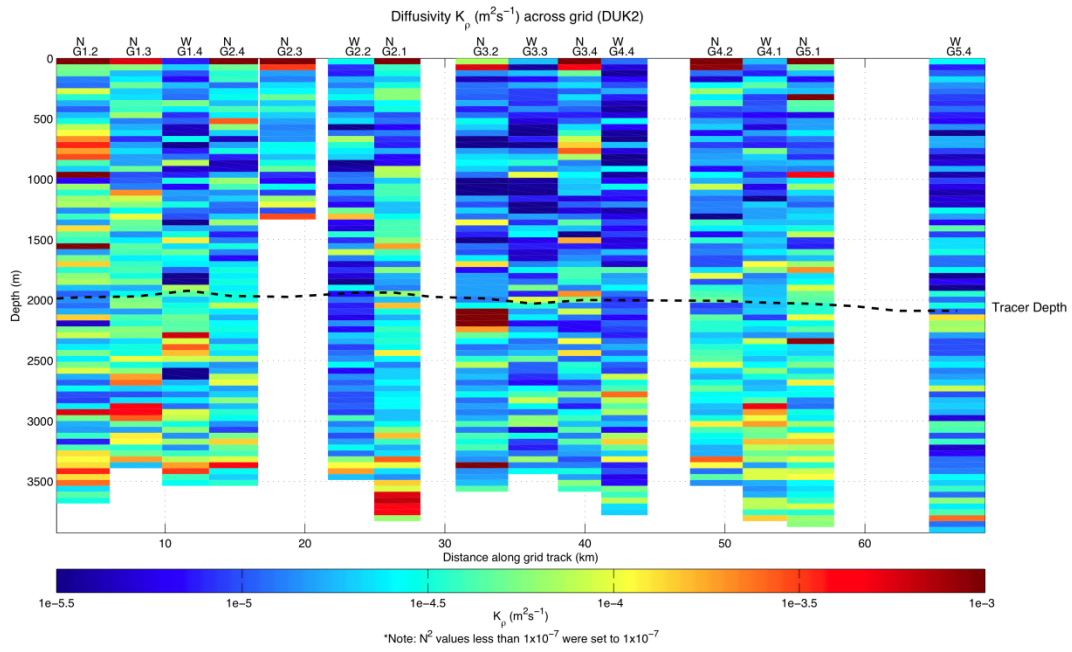 Diffusivity Kρ (m²s⁻¹) across grid (DUK2)
N N W N N W N N W N W N W N W
G1.2 G1.3 G1.4 G2.4 G2.3 G2.2 G2.1 G3.2 G3.3 G3.4 G4.4 G4.2 G4.1 G5.1 G5.4
0
500
1000
1500
2000
2500
3000
3500
Depth (m)
Tracer Depth
10 20 30 40 50 60
Distance along grid track (km)
1e-5.5 1e-5 1e-4.5 1e-4 1e-3.5 1e-3
Kρ (m²s⁻¹)
*Note: N² values less than 1x10⁻⁷ were set to 1x10⁻⁷